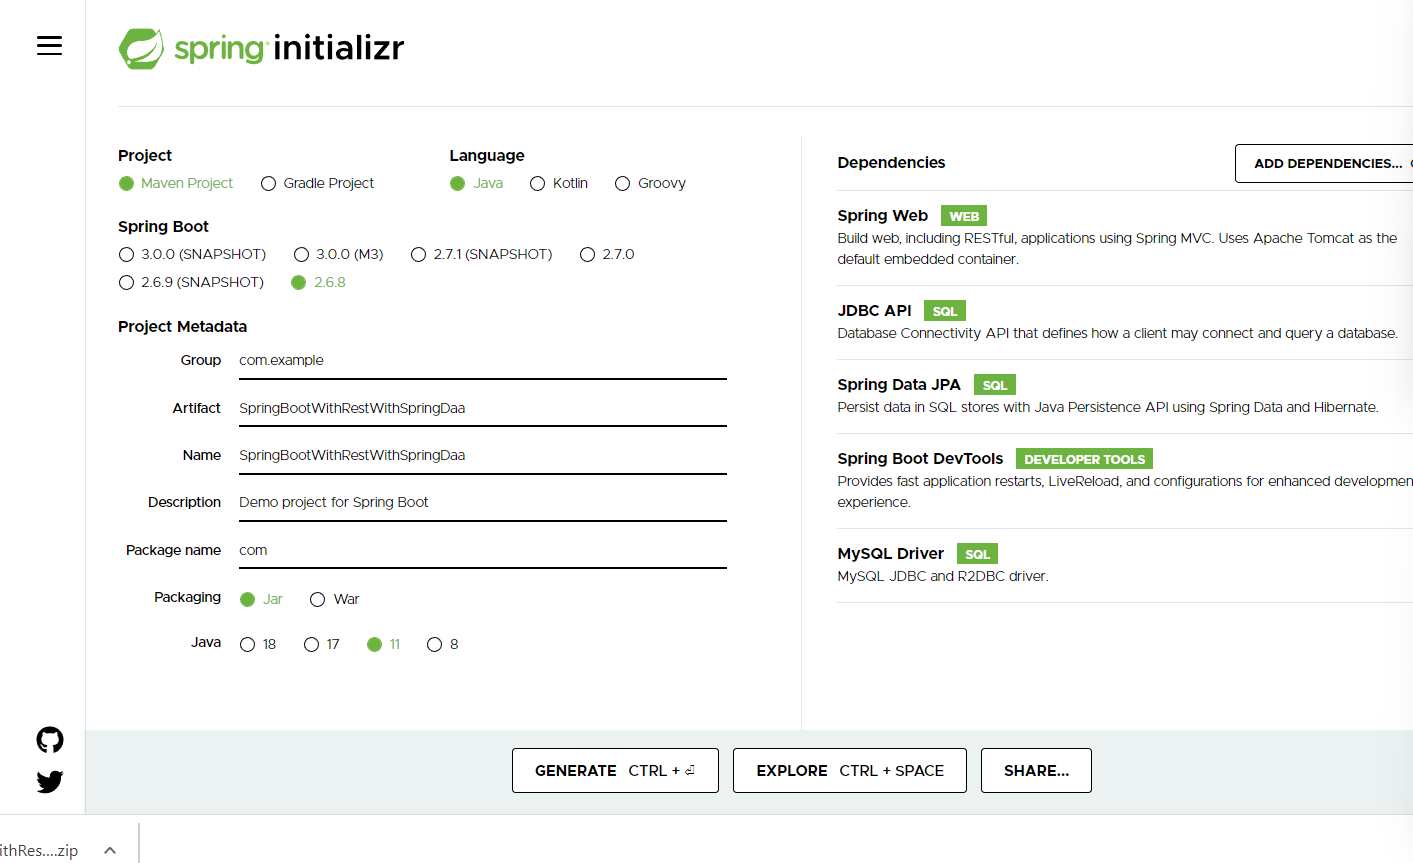 spring initializr
Project
Maven Project Gradle Project
Language
Java Kotlin Groovy
Spring Boot
3.0.0 (SNAPSHOT) 3.0.0 (M3) 2.7.1 (SNAPSHOT) 2.7.0
2.6.9 (SNAPSHOT) 2.6.8
Project Metadata
Group com.example
Artifact SpringBootWithRestWithSpringDaa
Name SpringBootWithRestWithSpringDaa
Description Demo project for Spring Boot
Package name com
Packaging Jar War
Java 18 17 11 8
Dependencies
ADD DEPENDENCIES...
Spring Web WEB
Build web, including RESTful, applications using Spring MVC. Uses Apache Tomcat as the
default embedded container.
JDBC API SQL
Database Connectivity API that defines how a client may connect and query a database.
Spring Data JPA SQL
Persist data in SQL stores with Java Persistence API using Spring Data and Hibernate.
Spring Boot DevTools DEVELOPER TOOLS
Provides fast application restarts, LiveReload, and configurations for enhanced developmen
experience.
MySQL Driver SQL
MySQL JDBC and R2DBC driver.
GENERATE CTRL + ⏎
EXPLORE CTRL + SPACE
SHARE...
ithRes....zip